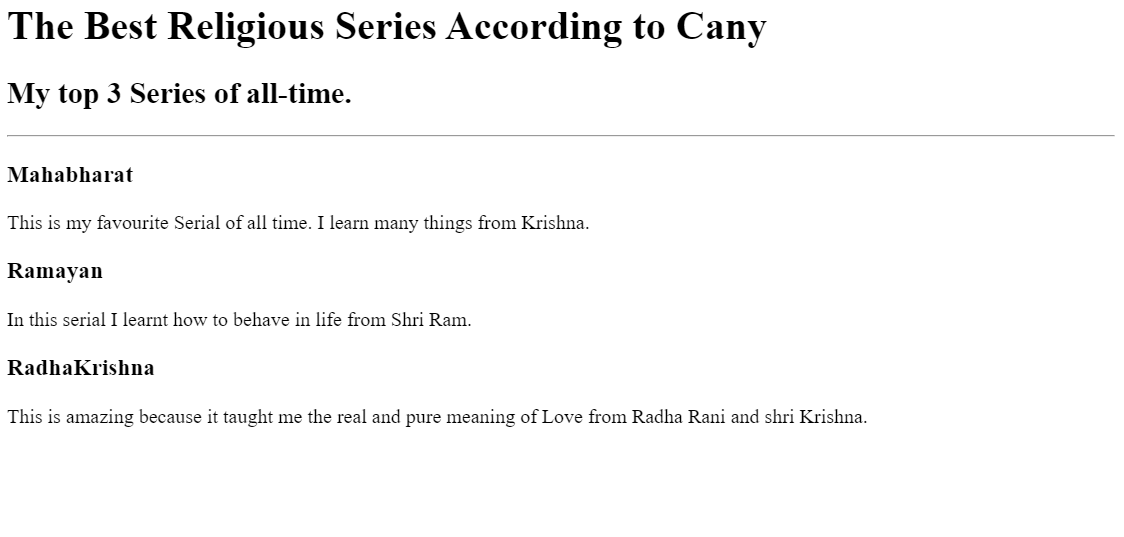 The Best Religious Series According to Cany
My top 3 Series of all-time.
Mahabharat
This is my favourite Serial of all time. I learn many things from Krishna.
Ramayan
In this serial I learnt how to behave in life from Shri Ram.
RadhaKrishna
This is amazing because it taught me the real and pure meaning of Love from Radha Rani and shri Krishna.